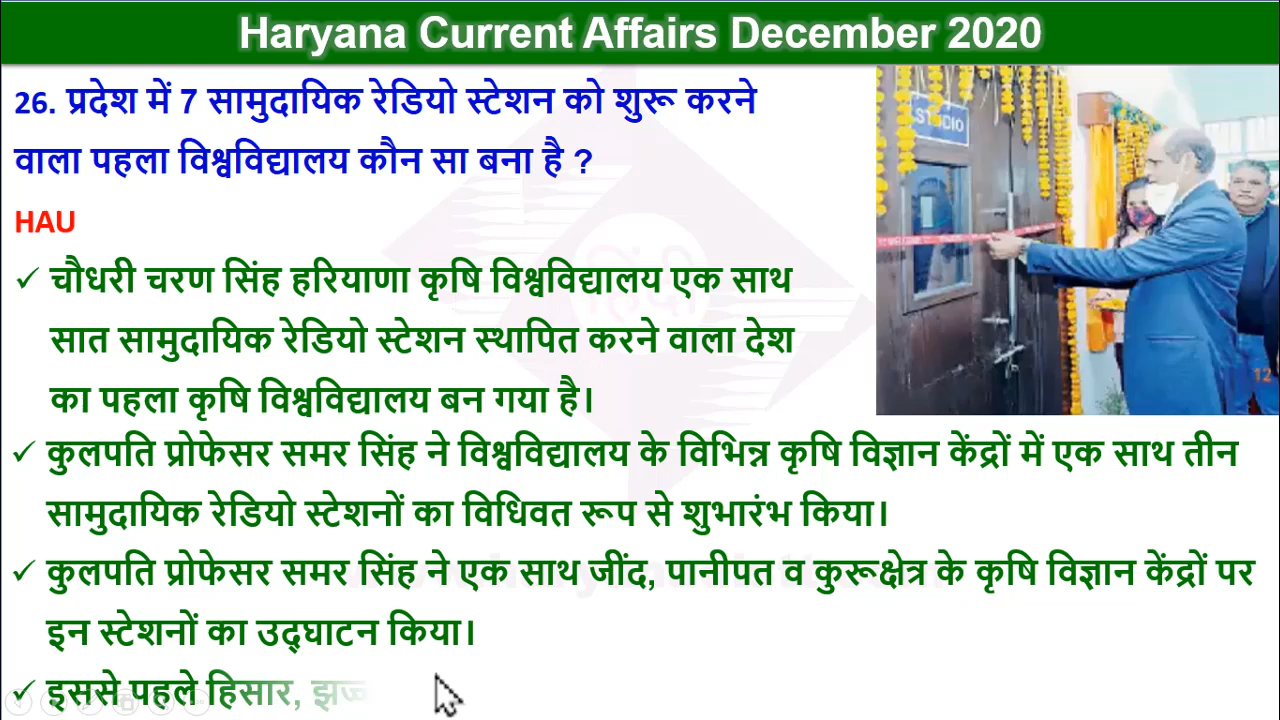 Haryana Current Affairs December 2020
26. प्रदेश में 7 सामुदायिक रेडियो स्टेशन को शुरू करने
वाला पहला विश्वविद्यालय कौन सा बना है ?
HAU
✓ चौधरी चरण सिंह हरियाणा कृषि विश्वविद्यालय एक साथ
सात सामुदायिक रेडियो स्टेशन स्थापित करने वाला देश
का पहला कृषि विश्वविद्यालय बन गया है।
✓ कुलपति प्रोफेसर समर सिंह ने विश्वविद्यालय के विभिन्न कृषि विज्ञान केंद्रों में एक साथ तीन
सामुदायिक रेडियो स्टेशनों का विधिवत रूप से शुभारंभ किया।
✓ कुलपति प्रोफेसर समर सिंह ने एक साथ जींद, पानीपत व कुरूक्षेत्र के कृषि विज्ञान केंद्रों पर
इन स्टेशनों का उद्घाटन किया।
✓ इससे पहले हिसार,
STUDIO
12
हिंदी